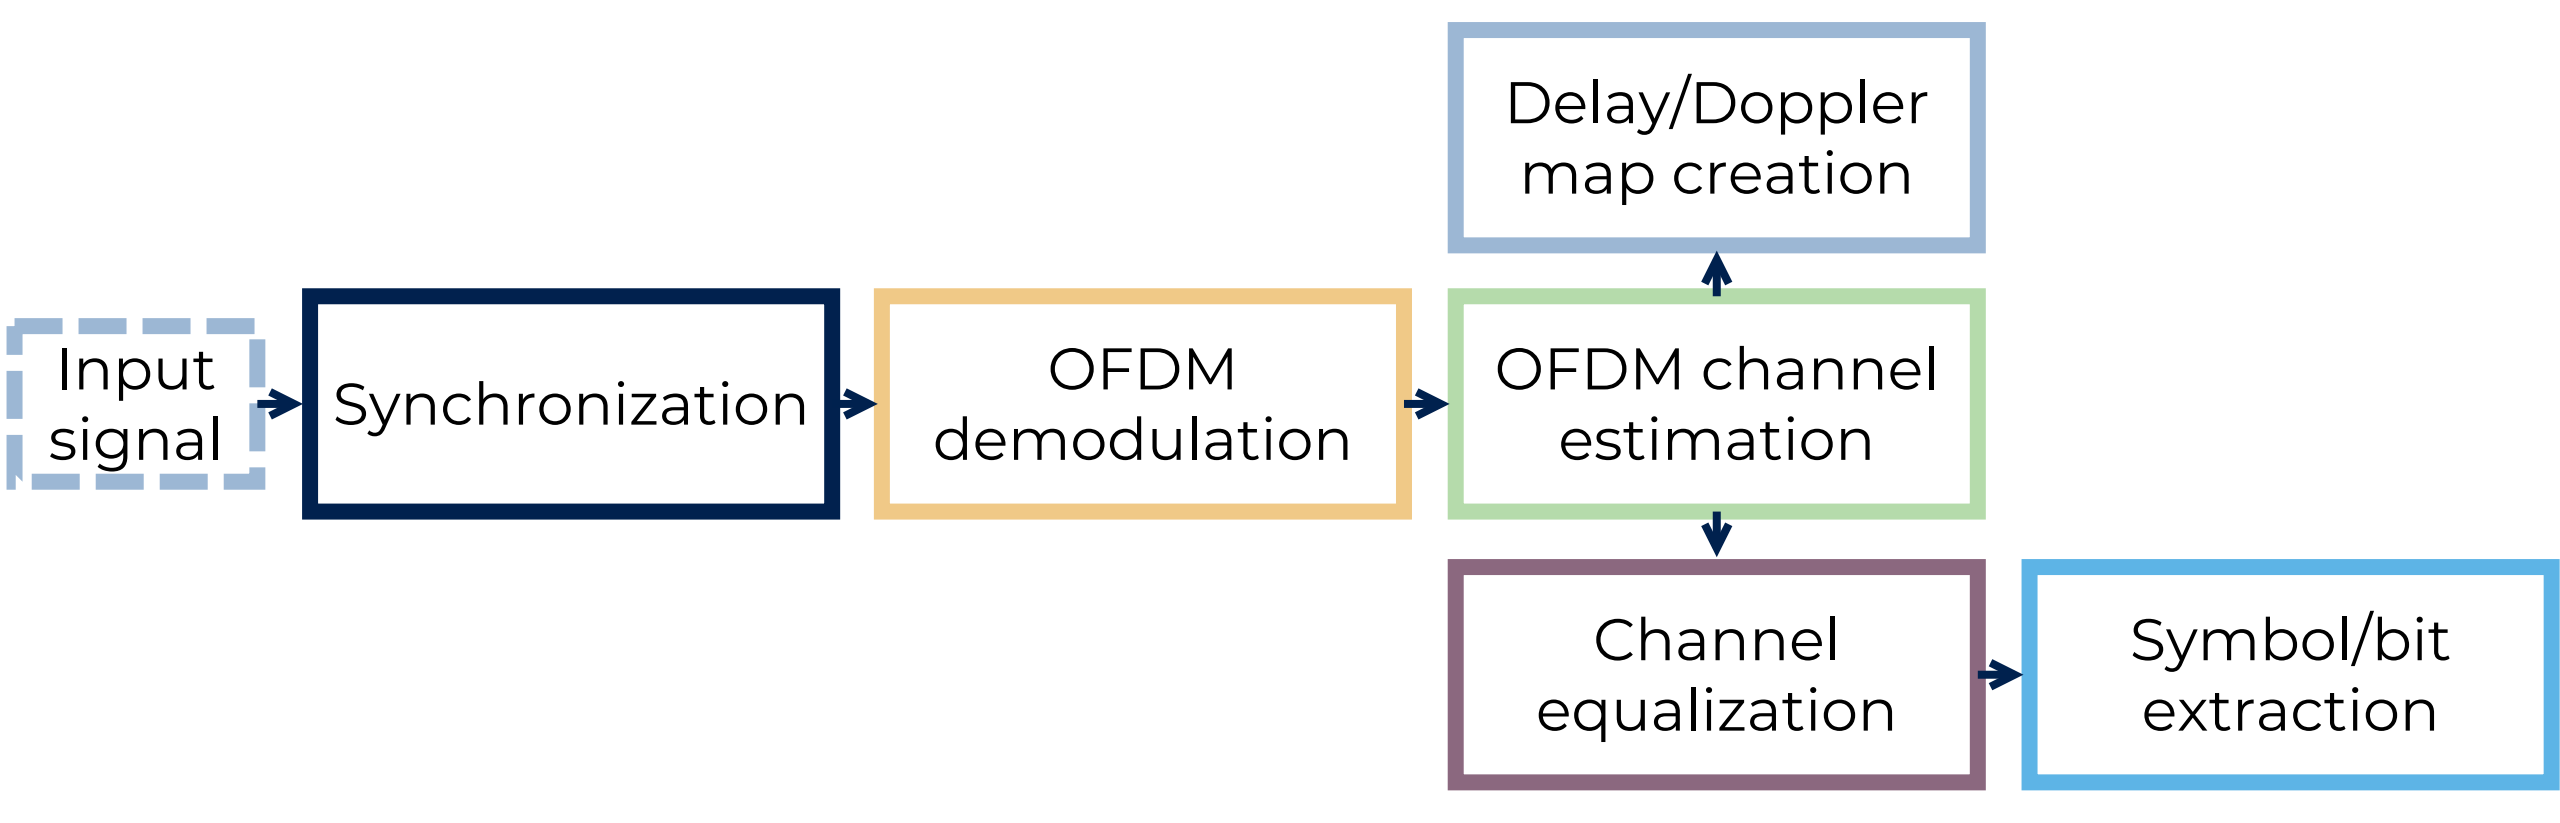 Input
signal
Synchronization
OFDM
demodulation
OFDM channel
estimation
Delay/Doppler
map creation
Channel
equalization
Symbol/bit
extraction